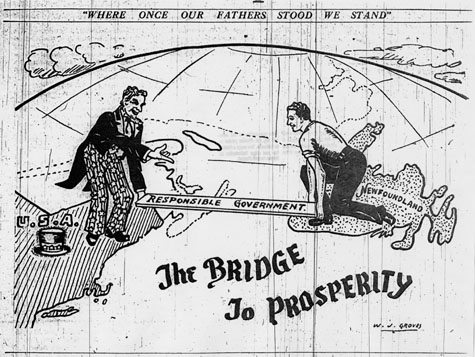 "WHERE ONCE OUR FATHERS STOOD WE STAND"
RESPONSIBLE GOVERNMENT.
NEWFOUNDLAND
U.S.A.
The BRIDGE
To PROSPERITY
W. J. GROVES